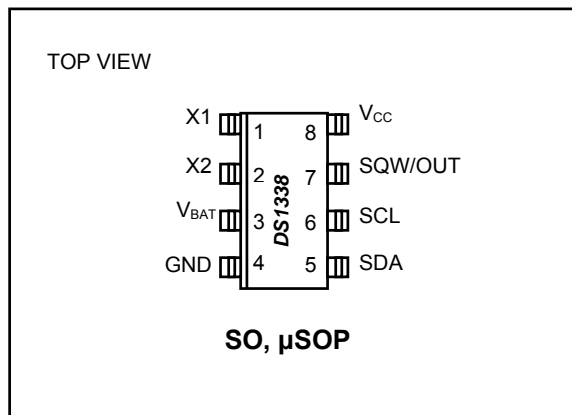 TOP VIEW
X1 1 8 VCC
X2 2 7 SQW/OUT
VBAT 3 6 SCL
GND 4 5 SDA
DS1338
SO, µSOP